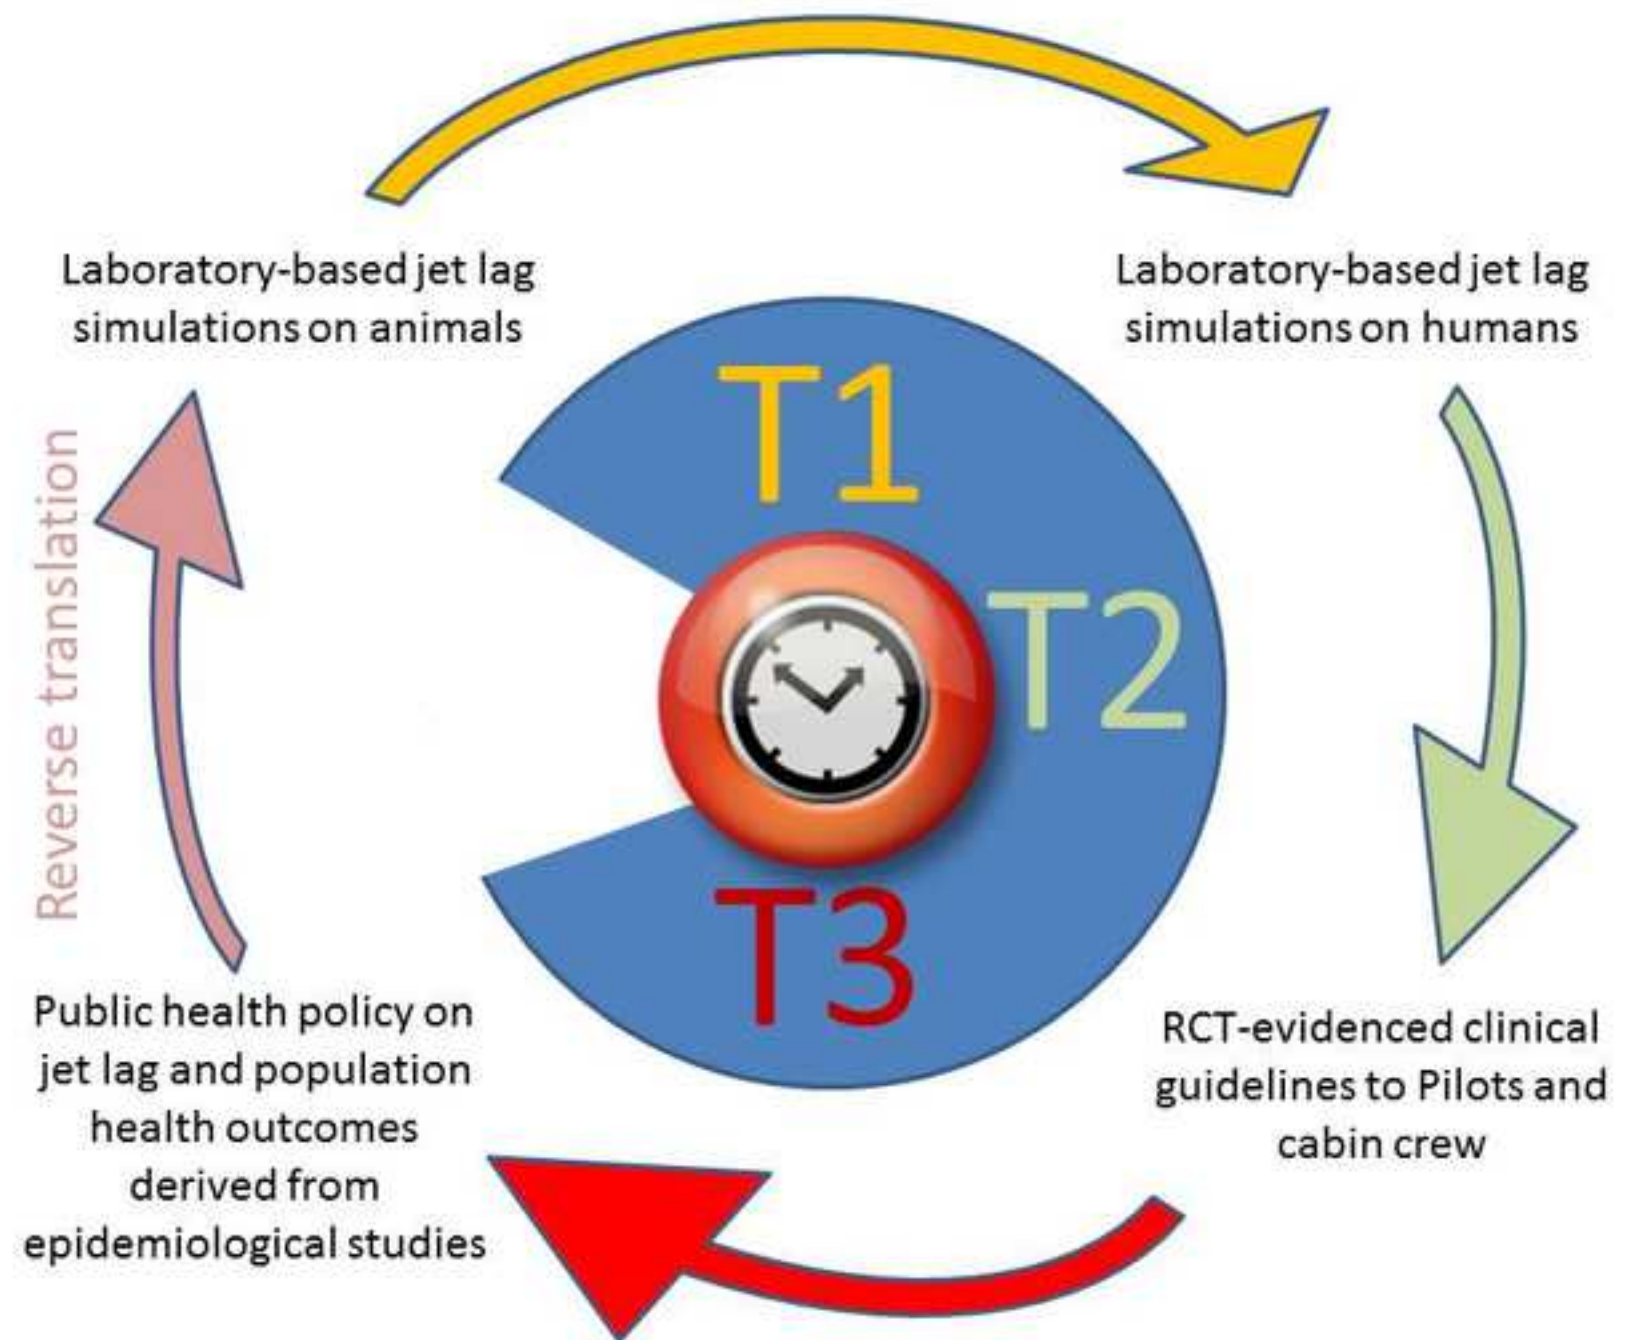 Laboratory-based jet lag
simulations on animals
Laboratory-based jet lag
simulations on humans
T1
T2
T3
Reverse translation
Public health policy on
jet lag and population
health outcomes
derived from
epidemiological studies
RCT-evidenced clinical
guidelines to Pilots and
cabin crew